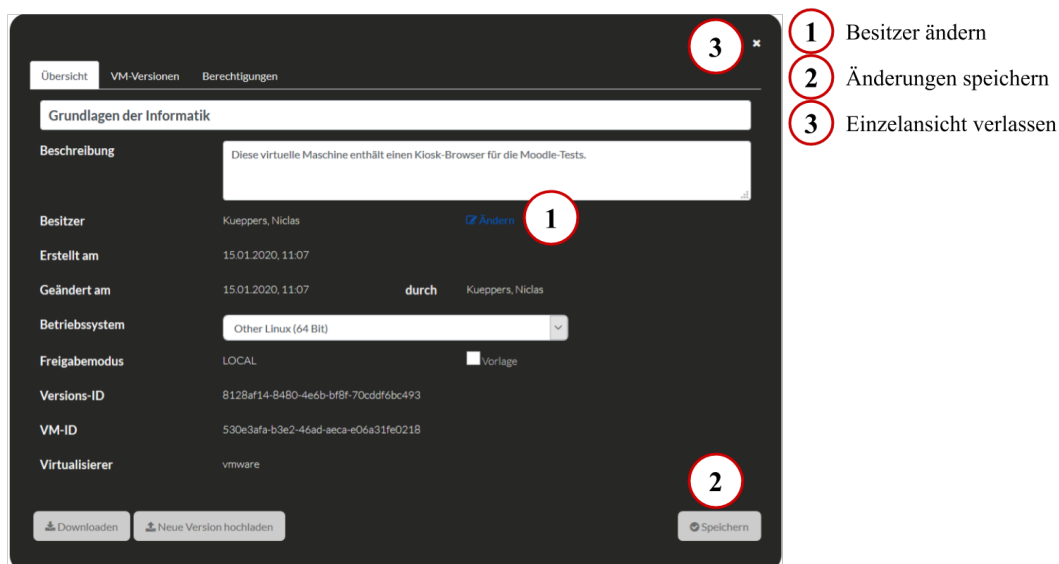 3
✖
1 Besitzer ändern
2 Änderungen speichern
3 Einzelansicht verlassen
Übersicht VM-Versionen Berechtigungen
Grundlagen der Informatik
Beschreibung Diese virtuelle Maschine enthält einen Kiosk-Browser für die Moodle-Tests.
Besitzer Kueppers, Niclas Ändern 1
Erstellt am 15.01.2020, 11:07
Geändert am 15.01.2020, 11:07 durch Kueppers, Niclas
Betriebssystem Other Linux (64 Bit)
Freigabemodus LOCAL Vorlage
Versions-ID 8128af14-8480-4e6b-bf8f-70cddf6bc493
VM-ID 530e3afa-b3e2-46ad-aeca-e06a31fe0218
Virtualisierer vmware
2
Downloaden Neue Version hochladen Speichern